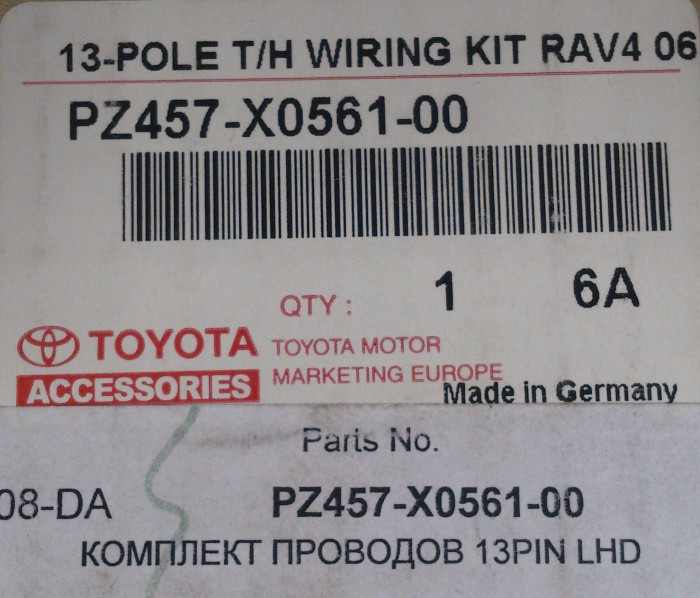 13-POLE T/H WIRING KIT RAV4 06
PZ457-X0561-00
QTY : 1 6A
TOYOTA
ACCESSORIES
TOYOTA MOTOR
MARKETING EUROPE
Made in Germany
Parts No.
08-DA PZ457-X0561-00
КОМПЛЕКТ ПРОВОДОВ 13PIN LHD